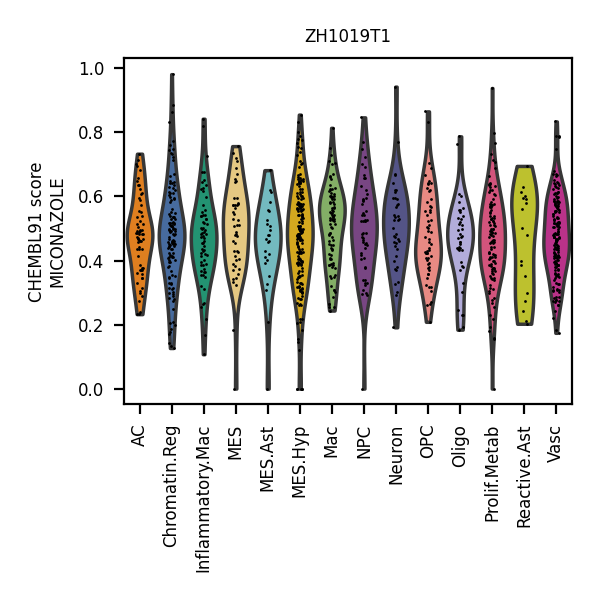 ZH1019T1
CHEMBL91 score
MICONAZOLE
1.0
0.8
0.6
0.4
0.2
0.0
AC
Chromatin.Reg
Inflammatory.Mac
MES
MES.Ast
MES.Hyp
Mac
NPC
Neuron
OPC
Oligo
Prolif.Metab
Reactive.Ast
Vasc